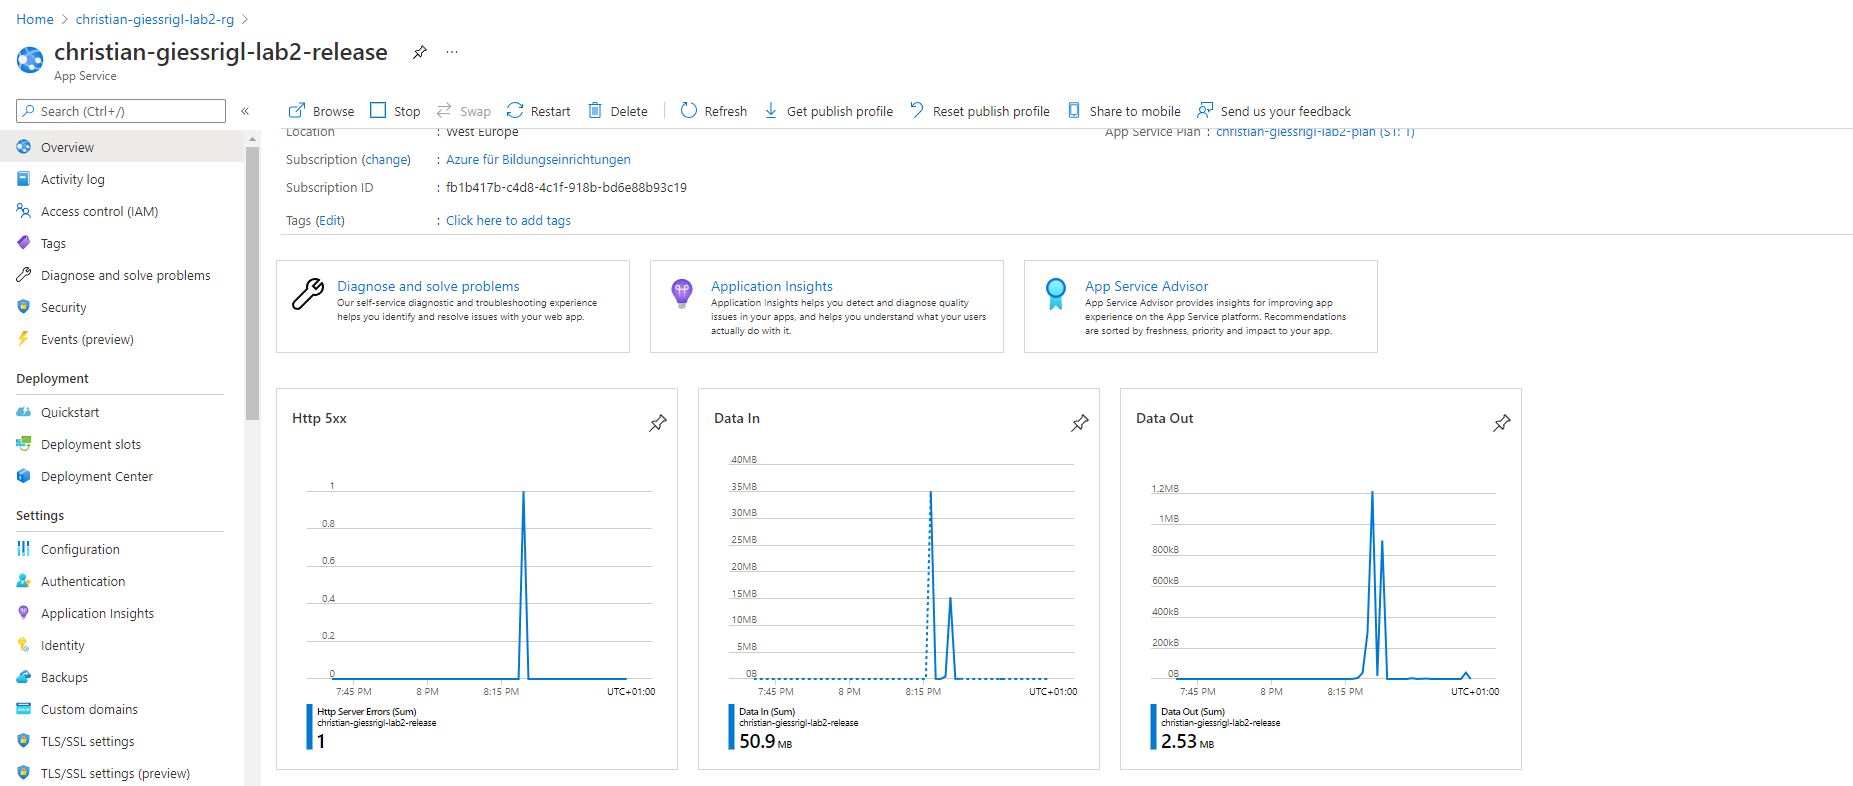 Home > christian-giessrigl-lab2-rg >
christian-giessrigl-lab2-release
App Service
Search (Ctrl+/)
«
Browse Stop Swap Restart Delete Refresh Get publish profile Reset publish profile Share to mobile Send us your feedback
Overview
Activity log
Access control (IAM)
Tags
Diagnose and solve problems
Security
Events (preview)
Deployment
Quickstart
Deployment slots
Deployment Center
Settings
Configuration
Authentication
Application Insights
Identity
Backups
Custom domains
TLS/SSL settings
TLS/SSL settings (preview)
Location : West Europe
App Service Plan : christian-giessrigl-lab2-plan (S1: 1)
Subscription (change) : Azure für Bildungseinrichtungen
Subscription ID : fb1b417b-c4d8-4c1f-918b-bd6e88b93c19
Tags (Edit) : Click here to add tags
Diagnose and solve problems
Our self-service diagnostic and troubleshooting experience
helps you identify and resolve issues with your web app.
Application Insights
Application Insights helps you detect and diagnose quality
issues in your apps, and helps you understand what your users
actually do with it.
App Service Advisor
App Service Advisor provides insights for improving app
experience on the App Service platform. Recommendations
are sorted by freshness, priority and impact to your app.
Http 5xx
1
0.8
0.6
0.4
0.2
0
7:45 PM 8 PM 8:15 PM UTC+01:00
Http Server Errors (Sum)
christian-giessrigl-lab2-release
1
Data In
40MB
35MB
30MB
25MB
20MB
15MB
10MB
5MB
0B
7:45 PM 8 PM 8:15 PM UTC+01:00
Data In (Sum)
christian-giessrigl-lab2-release
50.9 MB
Data Out
1.2MB
1MB
800kB
600kB
400kB
200kB
0B
7:45 PM 8 PM 8:15 PM UTC+01:00
Data Out (Sum)
christian-giessrigl-lab2-release
2.53 MB